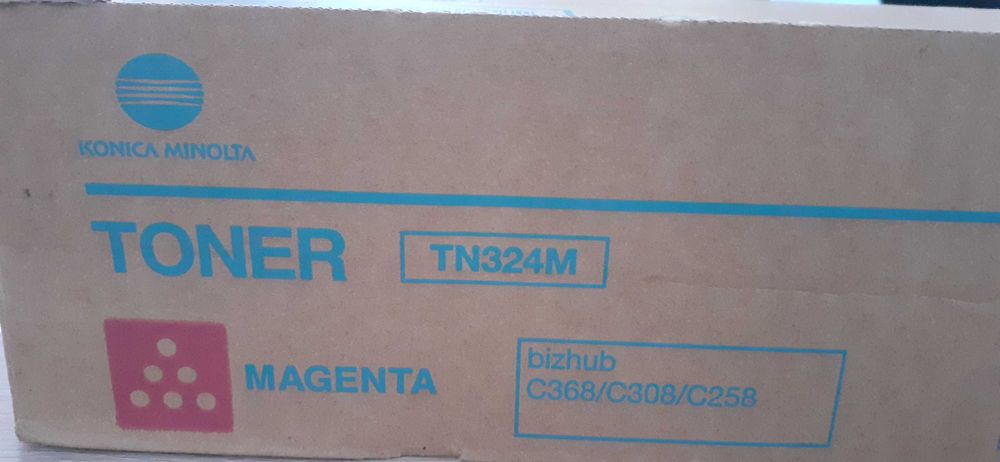 KONICA MINOLTA
TONER
TN324M
MAGENTA
bizhub
C368/C308/C258